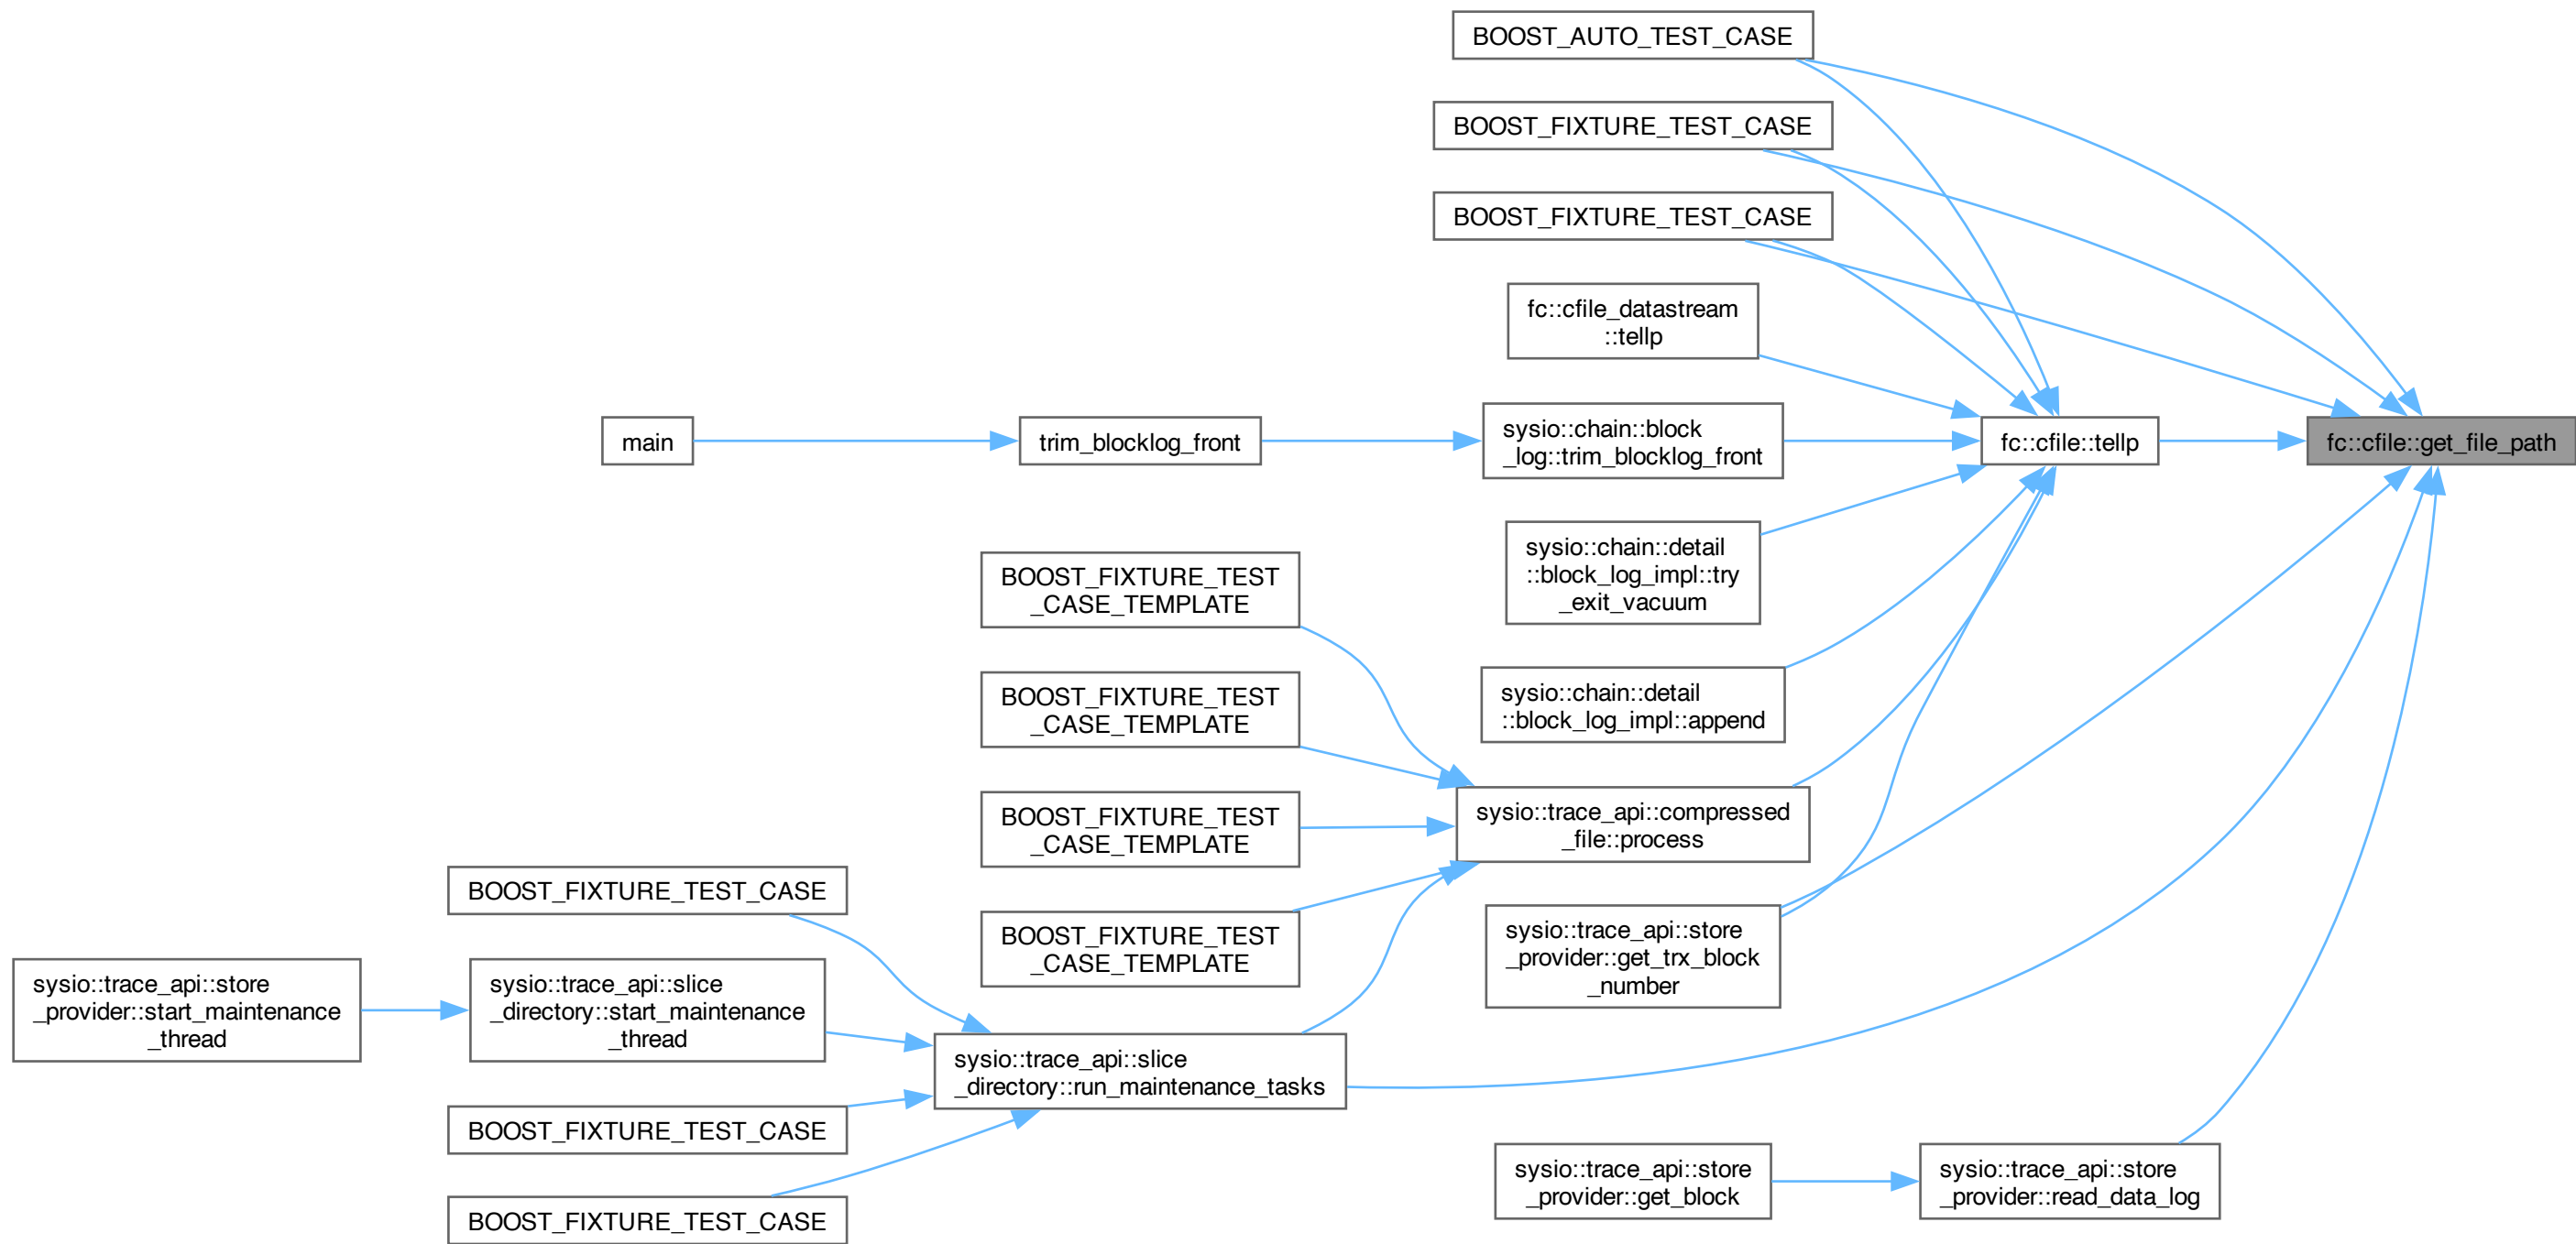 BOOST_AUTO_TEST_CASE
BOOST_FIXTURE_TEST_CASE
BOOST_FIXTURE_TEST_CASE
fc::cfile_datastream
::tellp
main
trim_blocklog_front
sysio::chain::block
_log::trim_blocklog_front
fc::cfile::tellp
fc::cfile::get_file_path
sysio::chain::detail
::block_log_impl::try
_exit_vacuum
BOOST_FIXTURE_TEST
_CASE_TEMPLATE
sysio::chain::detail
::block_log_impl::append
BOOST_FIXTURE_TEST
_CASE_TEMPLATE
BOOST_FIXTURE_TEST
_CASE_TEMPLATE
sysio::trace_api::compressed
_file::process
BOOST_FIXTURE_TEST_CASE
BOOST_FIXTURE_TEST
_CASE_TEMPLATE
sysio::trace_api::store
_provider::get_trx_block
_number
sysio::trace_api::store
_provider::start_maintenance
_thread
sysio::trace_api::slice
_directory::start_maintenance
_thread
sysio::trace_api::slice
_directory::run_maintenance_tasks
BOOST_FIXTURE_TEST_CASE
sysio::trace_api::store
_provider::get_block
sysio::trace_api::store
_provider::read_data_log
BOOST_FIXTURE_TEST_CASE